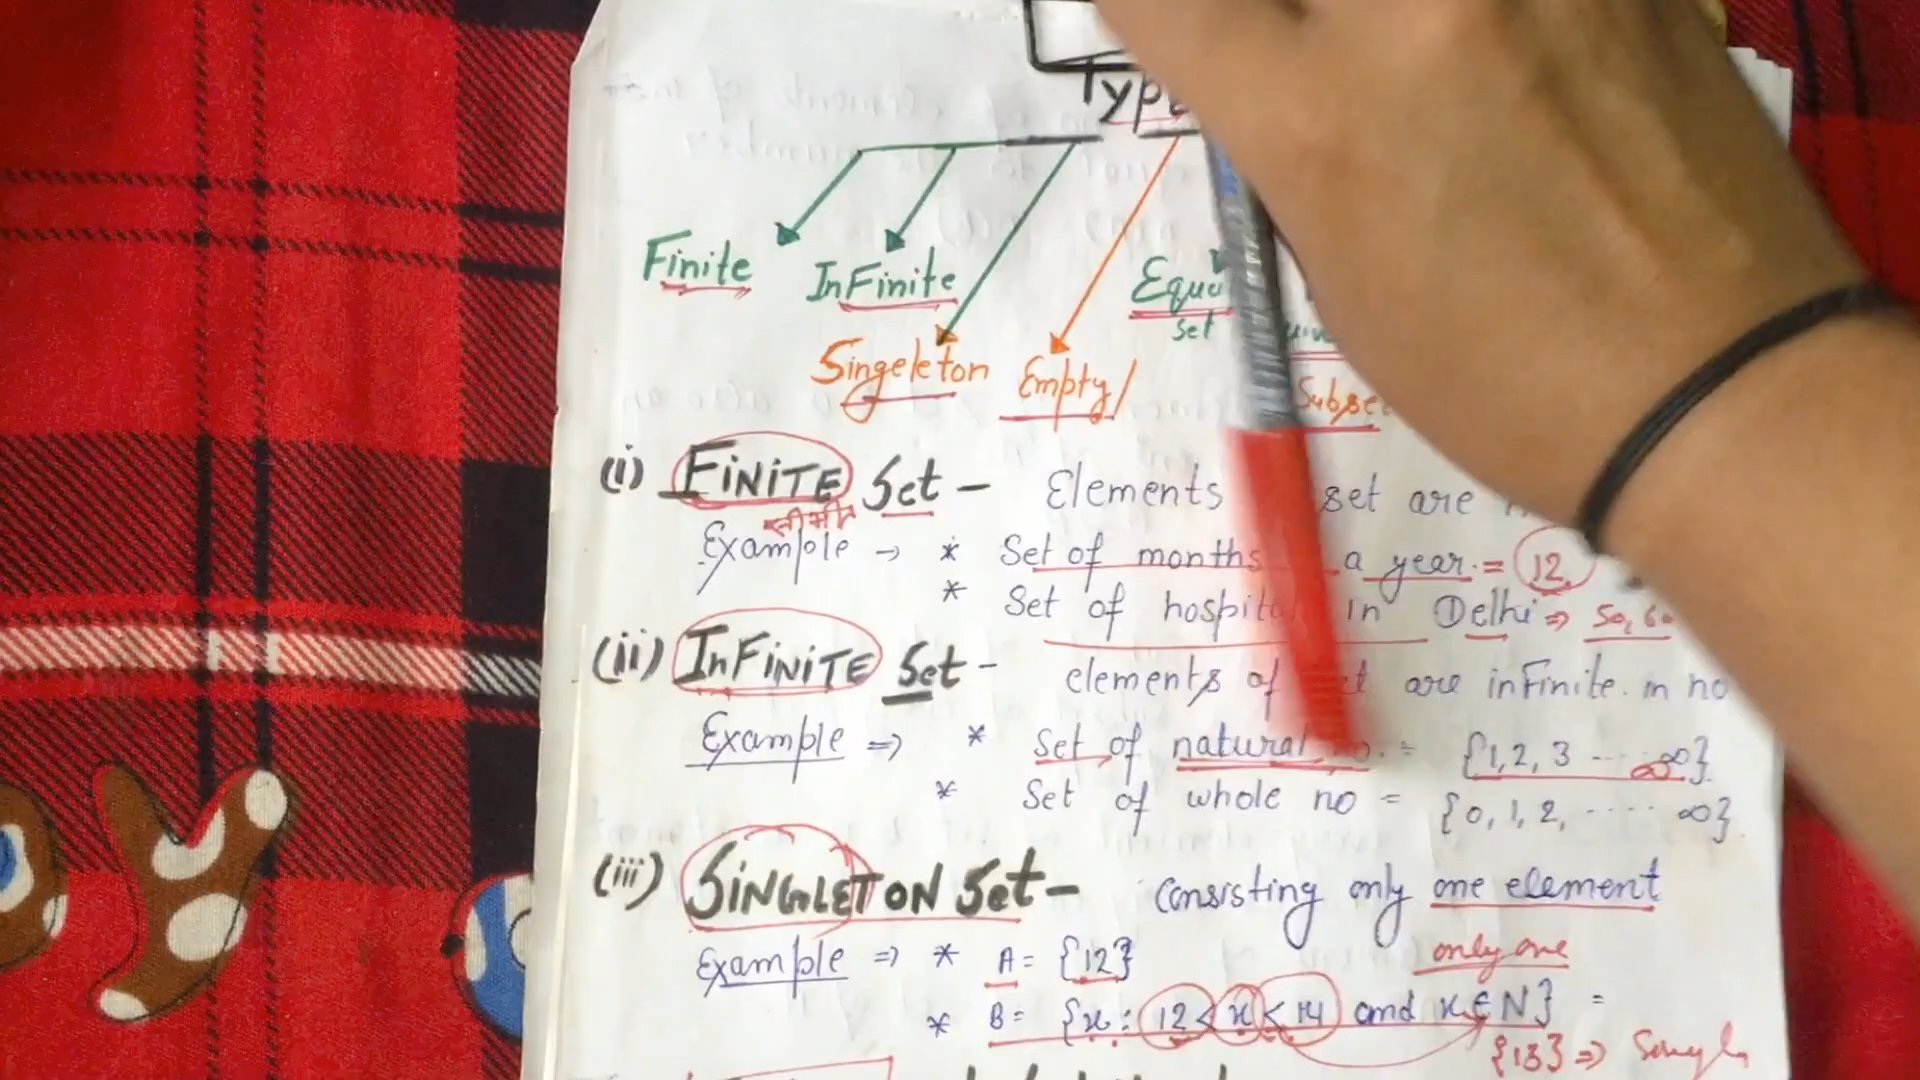 Finite
InFinite
Set
Singeleton
Empty/
(i) FINITE Set - Elements set are
सीमीत
Example → * Set of months a year. = 12
* Set of in Delhi ⇒ 50, 60
(ii) InFiNiTE Set - elements of are infinite. in no
Example ⇒ * Set of natural = {1, 2, 3 --- ∞}
* Set of whole no = {0, 1, 2, ..... ∞}.
(iii) SiNGLETON Set - Consisting only one element
only one
Example ⇒ * A = {12}
* B = {x : 12 < x < 14 and x ∈ N} =
{13} ⇒